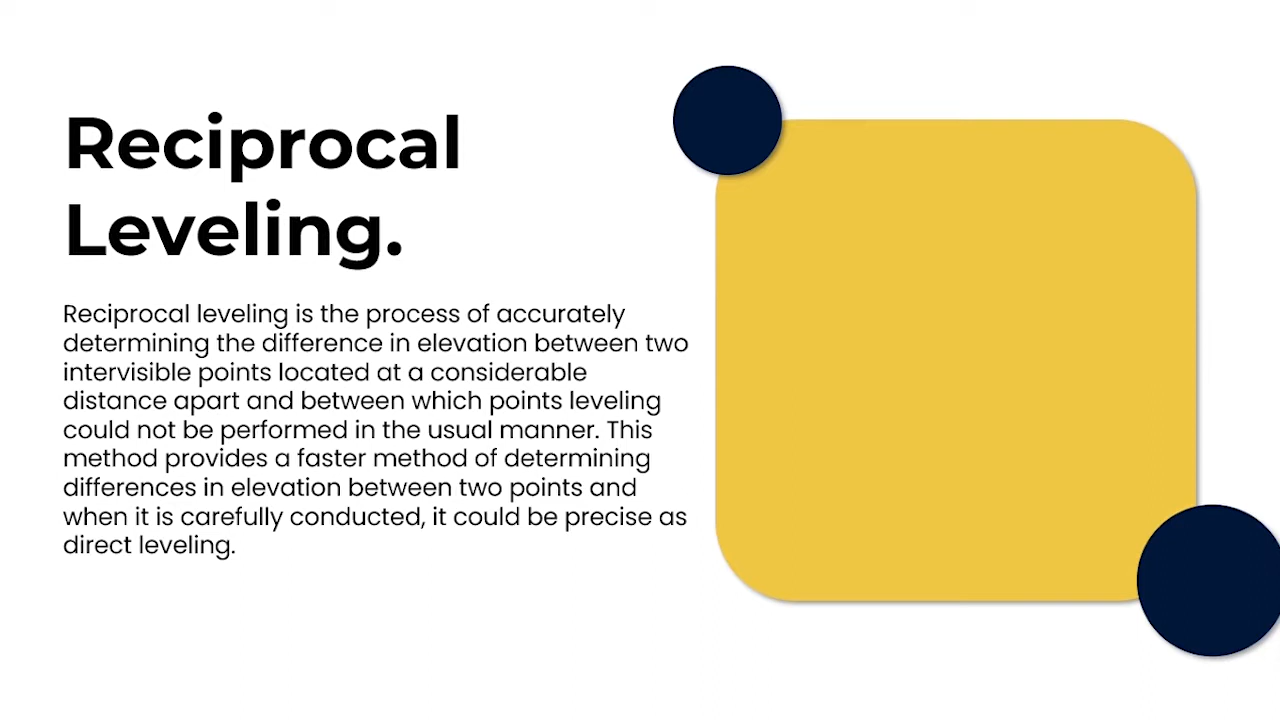 Reciprocal
Leveling.
Reciprocal leveling is the process of accurately
determining the difference in elevation between two
intervisible points located at a considerable
distance apart and between which points leveling
could not be performed in the usual manner. This
method provides a faster method of determining
differences in elevation between two points and
when it is carefully conducted, it could be precise as
direct leveling.